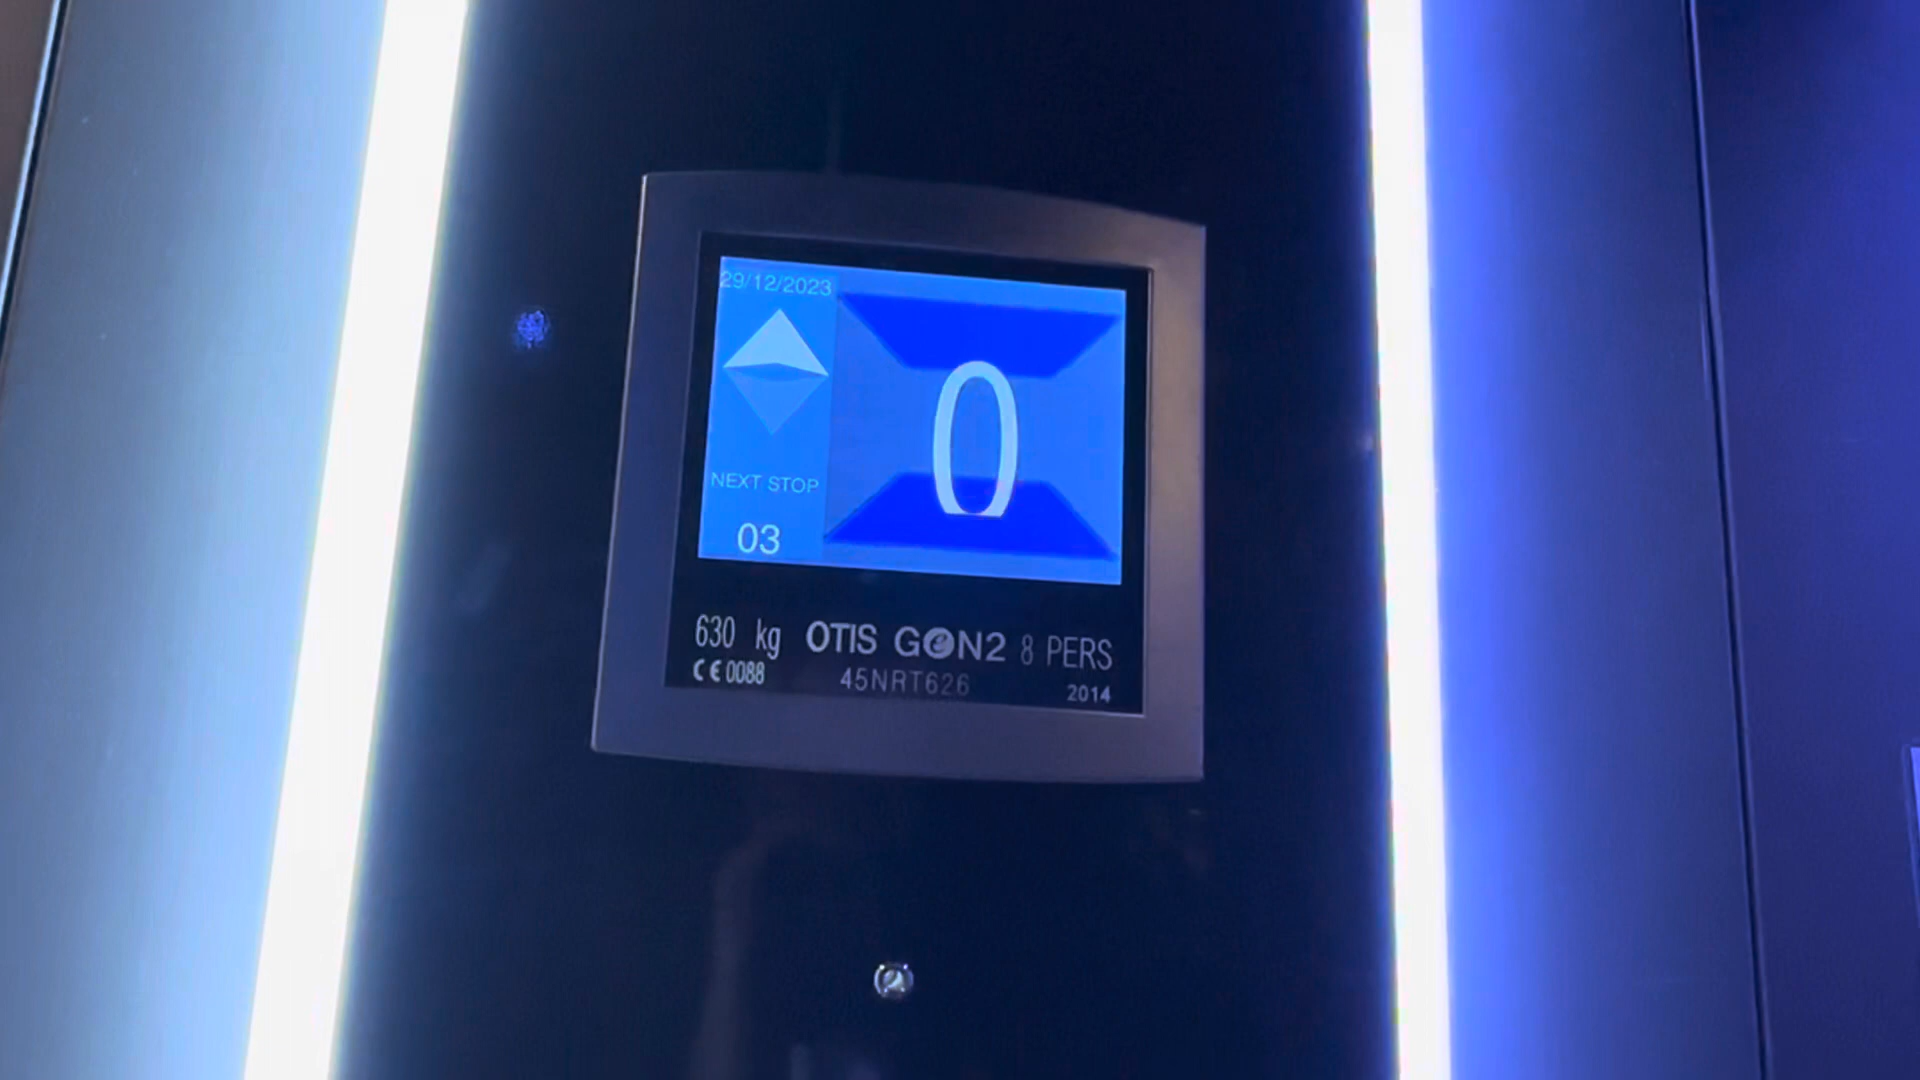 29/12/2023
0
NEXT STOP
03
630 kg OTIS GeN2 8 PERS
CE 0088 45NRT626 2014